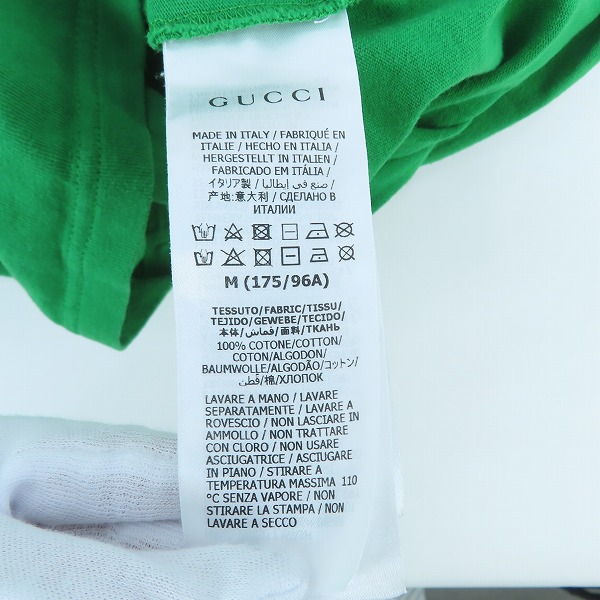 GUCCI
MADE IN ITALY / FABRIQUÉ EN
ITALIE / HECHO EN ITALIA /
HERGESTELLT IN ITALIEN /
FABRICADO EM ITÁLIA /
イタリア製 / صنع في إيطاليا /
产地:意大利 / СДЕЛАНО В
ИТАЛИИ
M (175/96A)
TESSUTO/FABRIC/TISSU/
TEJIDO/GEWEBE/TECIDO/
本体/قماش/面料/ТКАНЬ
100% COTONE/COTTON/
COTON/ALGODON/
BAUMWOLLE/ALGODÃO/コットン/
قطن/棉/ХЛОПОК
LAVARE A MANO / LAVARE
SEPARATAMENTE / LAVARE A
ROVESCIO / NON LASCIARE IN
AMMOLLO / NON TRATTARE
CON CLORO / NON USARE
ASCIUGATRICE / ASCIUGARE
IN PIANO / STIRARE A
TEMPERATURA MASSIMA 110
°C SENZA VAPORE / NON
STIRARE LA STAMPA / NON
LAVARE A SECCO